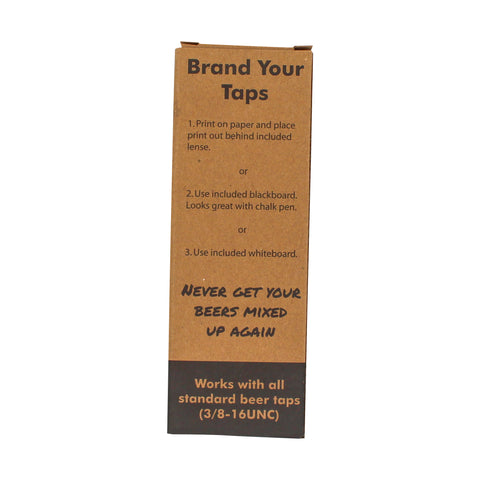 Brand Your
Taps
1. Print on paper and place
print out behind included
lense.
or
2. Use included blackboard.
Looks great with chalk pen.
or
3. Use included whiteboard.
NEVER GET YOUR
BEERS MIXED
UP AGAIN
Works with all
standard beer taps
(3/8-16UNC)